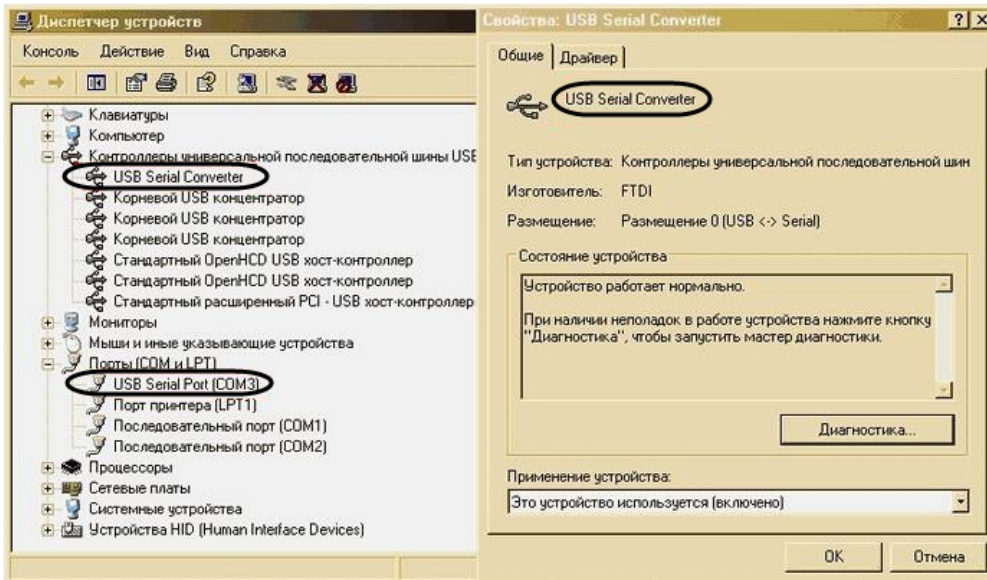 Диспетчер устройств
Консоль Действие Вид Справка
Клавиатуры
Компьютер
Контроллеры универсальной последовательной шины USE
USB Serial Converter
Корневой USB концентратор
Корневой USB концентратор
Корневой USB концентратор
Стандартный OpenHCD USB хост-контроллер
Стандартный OpenHCD USB хост-контроллер
Стандартный расширенный PCI - USB хост-контроллер
Мониторы
Мыши и иные указывающие устройства
Порты (COM и LPT)
USB Serial Port (COM3)
Порт принтера (LPT1)
Последовательный порт (COM1)
Последовательный порт (COM2)
Процессоры
Сетевые платы
Системные устройства
Устройства HID (Human Interface Devices)
Свойства: USB Serial Converter
Общие Драйвер
USB Serial Converter
Тип устройства: Контроллеры универсальной последовательной шин
Изготовитель: FTDI
Размещение: Размещение 0 (USB <-> Serial)
Состояние устройства
Устройство работает нормально.
При наличии неполадок в работе устройства нажмите кнопку
"Диагностика", чтобы запустить мастер диагностики.
Диагностика...
Применение устройства:
Это устройство используется (включено)
OK Отмена